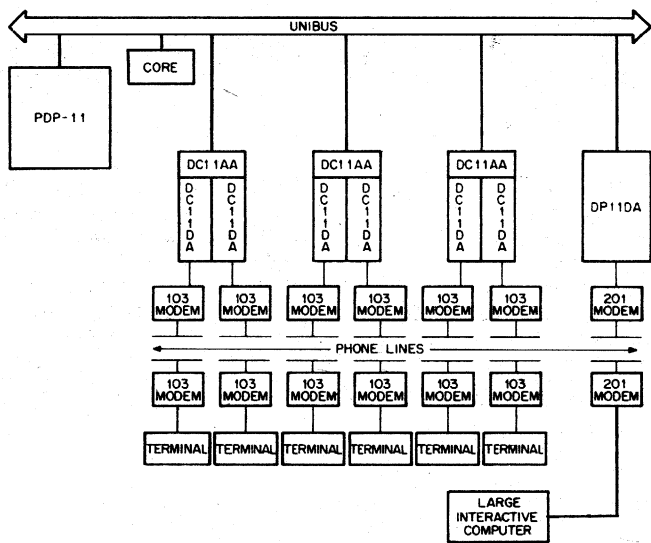 UNIBUS
CORE
PDP-11
DC11AA
DC11AA
DC11AA
DC11DA
DC11DA
DC11DA
DC11DA
DC11DA
DC11DA
DP11DA
103 MODEM
103 MODEM
103 MODEM
103 MODEM
103 MODEM
103 MODEM
201 MODEM
PHONE LINES
103 MODEM
103 MODEM
103 MODEM
103 MODEM
103 MODEM
103 MODEM
201 MODEM
TERMINAL
TERMINAL
TERMINAL
TERMINAL
TERMINAL
TERMINAL
LARGE
INTERACTIVE
COMPUTER